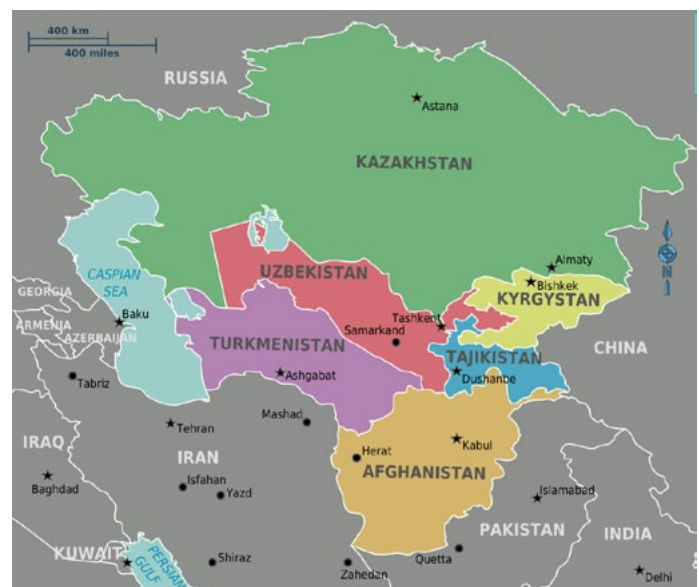 400 km
400 miles
RUSSIA
Astana
KAZAKHSTAN
Almaty
Bishkek
KYRGYSTAN
UZBEKISTAN
CASPIAN
SEA
GEORGIA
ARMENIA
AZERBAIJAN
Baku
Tashkent
Samarkand
TURKMENISTAN
TAJIKISTAN
CHINA
Ashgabat
Dushanbe
Tabriz
Mashad
Tehran
IRAQ
IRAN
Herat
Kabul
AFGHANISTAN
Baghdad
Isfahan
Yazd
Islamabad
PAKISTAN
INDIA
KUWAIT
PERSIAN
GULF
Shiraz
Zahedan
Quetta
Delhi
N